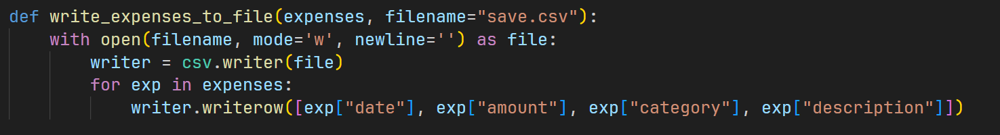 def write_expenses_to_file(expenses, filename="save.csv"):
    with open(filename, mode='w', newline='') as file:
        writer = csv.writer(file)
        for exp in expenses:
            writer.writerow([exp["date"], exp["amount"], exp["category"], exp["description"]])